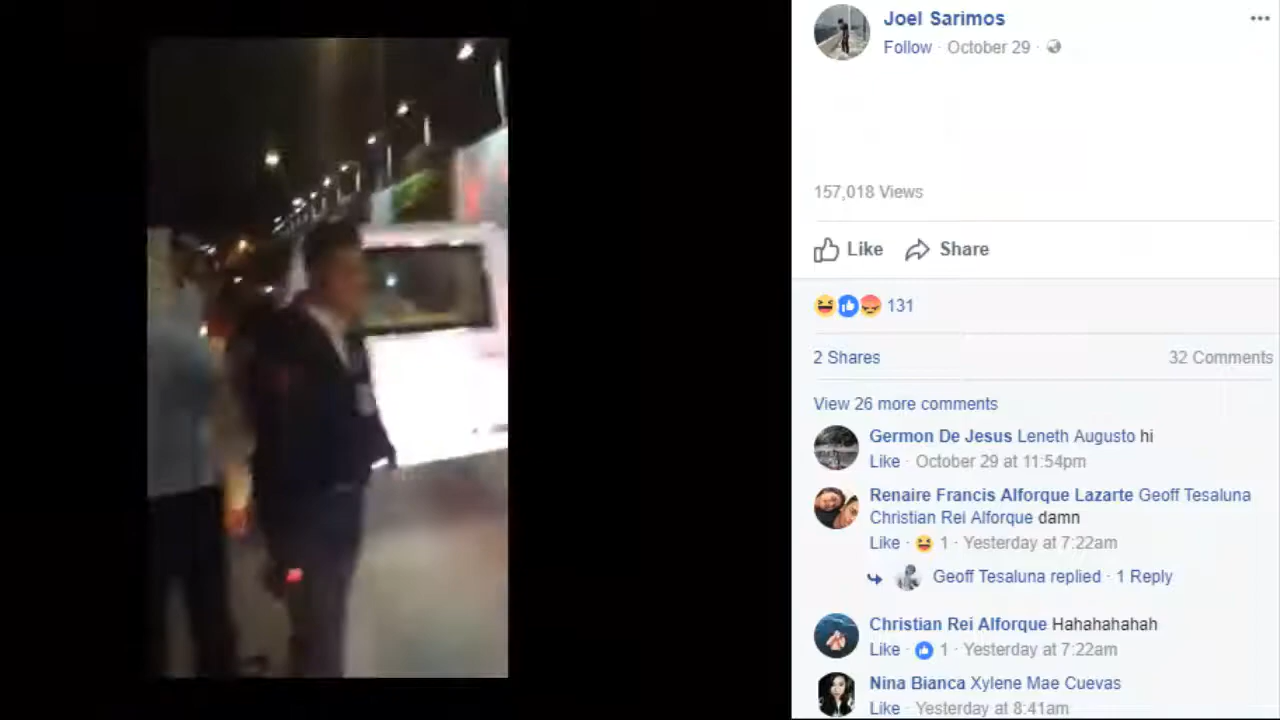 Joel Sarimos
Follow · October 29 ·
157,018 Views
Like Share
131
2 Shares 32 Comments
View 26 more comments
Germon De Jesus Leneth Augusto hi
Like · October 29 at 11:54pm
Renaire Francis Alforque Lazarte Geoff Tesaluna
Christian Rei Alforque damn
Like · 1 · Yesterday at 7:22am
Geoff Tesaluna replied · 1 Reply
Christian Rei Alforque Hahahahahah
Like · 1 · Yesterday at 7:22am
Nina Bianca Xylene Mae Cuevas
Like · Yesterday at 8:41am